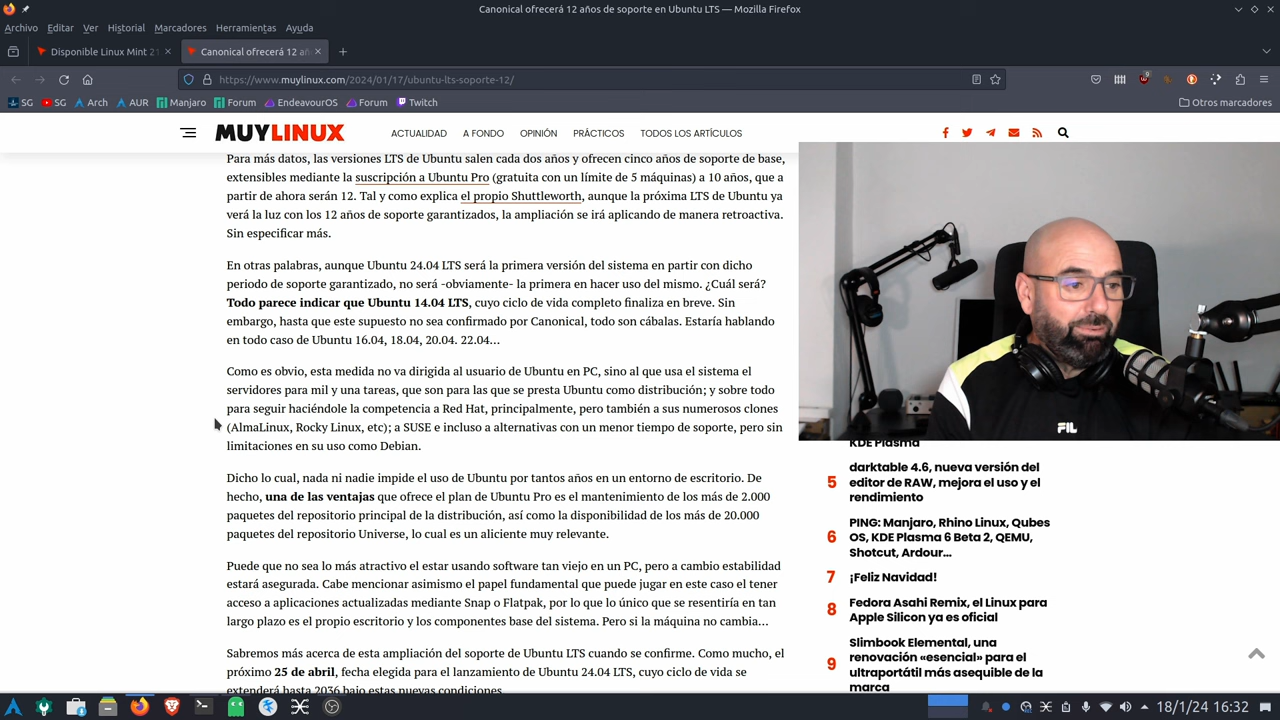 Canonical ofrecerá 12 años de soporte en Ubuntu LTS — Mozilla Firefox
Archivo Editar Ver Historial Marcadores Herramientas Ayuda
Disponible Linux Mint 21
Canonical ofrecerá 12 añ
https://www.muylinux.com/2024/01/17/ubuntu-lts-soporte-12/
SG SG Arch AUR Manjaro Forum EndeavourOS Forum Twitch Otros marcadores
MUYLINUX
ACTUALIDAD A FONDO OPINIÓN PRÁCTICOS TODOS LOS ARTÍCULOS
Para más datos, las versiones LTS de Ubuntu salen cada dos años y ofrecen cinco años de soporte de base,
extensibles mediante la suscripción a Ubuntu Pro (gratuita con un límite de 5 máquinas) a 10 años, que a
partir de ahora serán 12. Tal y como explica el propio Shuttleworth, aunque la próxima LTS de Ubuntu ya
verá la luz con los 12 años de soporte garantizados, la ampliación se irá aplicando de manera retroactiva.
Sin especificar más.
En otras palabras, aunque Ubuntu 24.04 LTS será la primera versión del sistema en partir con dicho
periodo de soporte garantizado, no será -obviamente- la primera en hacer uso del mismo. ¿Cuál será?
Todo parece indicar que Ubuntu 14.04 LTS, cuyo ciclo de vida completo finaliza en breve. Sin
embargo, hasta que este supuesto no sea confirmado por Canonical, todo son cábalas. Estaría hablando
en todo caso de Ubuntu 16.04, 18.04, 20.04. 22.04...
Como es obvio, esta medida no va dirigida al usuario de Ubuntu en PC, sino al que usa el sistema el
servidores para mil y una tareas, que son para las que se presta Ubuntu como distribución; y sobre todo
para seguir haciéndole la competencia a Red Hat, principalmente, pero también a sus numerosos clones
(AlmaLinux, Rocky Linux, etc); a SUSE e incluso a alternativas con un menor tiempo de soporte, pero sin
limitaciones en su uso como Debian.
Dicho lo cual, nada ni nadie impide el uso de Ubuntu por tantos años en un entorno de escritorio. De
hecho, una de las ventajas que ofrece el plan de Ubuntu Pro es el mantenimiento de los más de 2.000
paquetes del repositorio principal de la distribución, así como la disponibilidad de los más de 20.000
paquetes del repositorio Universe, lo cual es un aliciente muy relevante.
Puede que no sea lo más atractivo el estar usando software tan viejo en un PC, pero a cambio estabilidad
estará asegurada. Cabe mencionar asimismo el papel fundamental que puede jugar en este caso el tener
acceso a aplicaciones actualizadas mediante Snap o Flatpak, por lo que lo único que se resentiría en tan
largo plazo es el propio escritorio y los componentes base del sistema. Pero si la máquina no cambia...
Sabremos más acerca de esta ampliación del soporte de Ubuntu LTS cuando se confirme. Como mucho, el
próximo 25 de abril, fecha elegida para el lanzamiento de Ubuntu 24.04 LTS, cuyo ciclo de vida se
extenderá hasta 2036 bajo estas nuevas condiciones
FIL
KDE Plasma
5 darktable 4.6, nueva versión del
editor de RAW, mejora el uso y el
rendimiento
6 PING: Manjaro, Rhino Linux, Qubes
OS, KDE Plasma 6 Beta 2, QEMU,
Shotcut, Ardour...
7 ¡Feliz Navidad!
8 Fedora Asahi Remix, el Linux para
Apple Silicon ya es oficial
9 Slimbook Elemental, una
renovación «esencial» para el
ultraportátil más asequible de la
marca
18/1/24 16:32